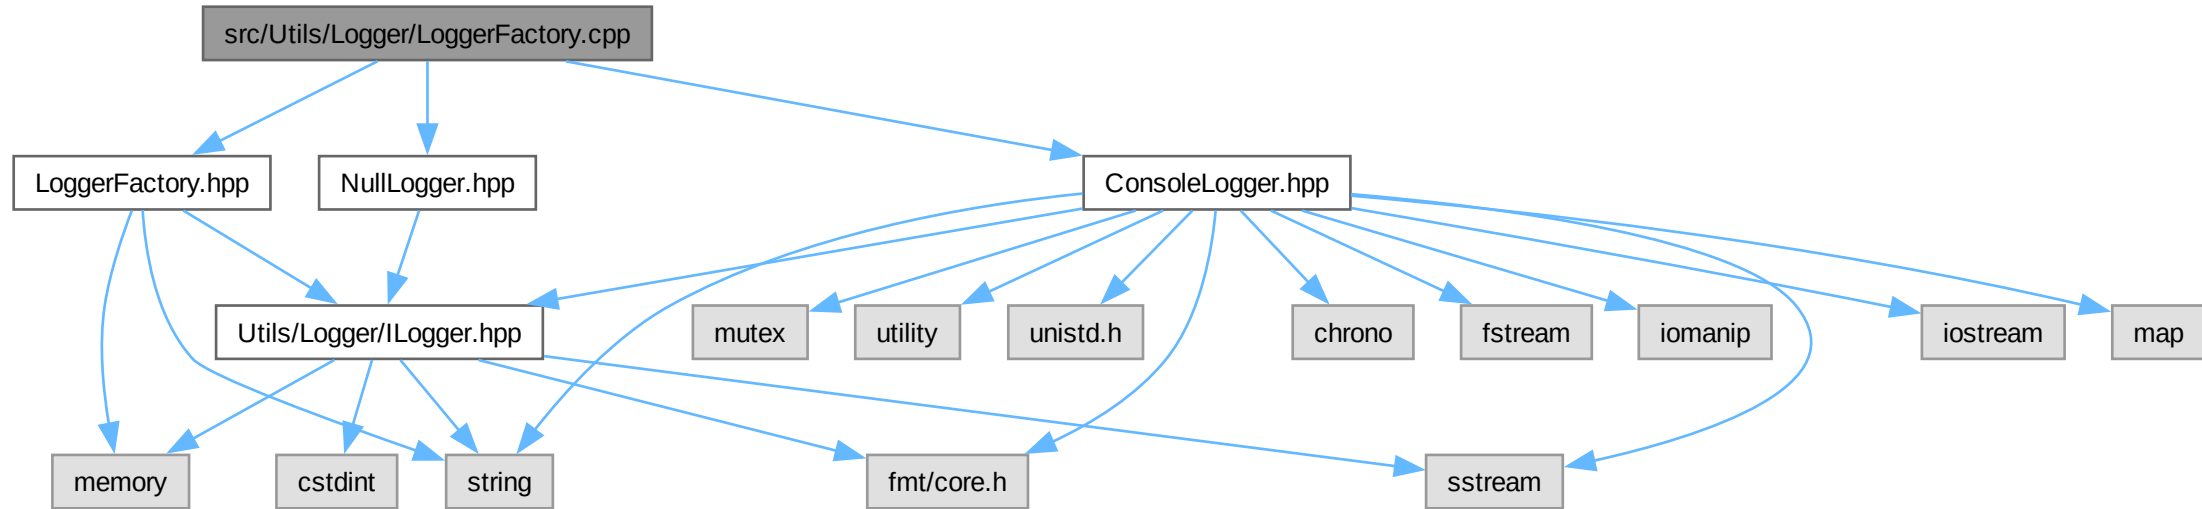 src/Utils/Logger/LoggerFactory.cpp
LoggerFactory.hpp
NullLogger.hpp
ConsoleLogger.hpp
Utils/Logger/ILogger.hpp
mutex
utility
unistd.h
chrono
fstream
iomanip
iostream
map
memory
cstdint
string
fmt/core.h
sstream